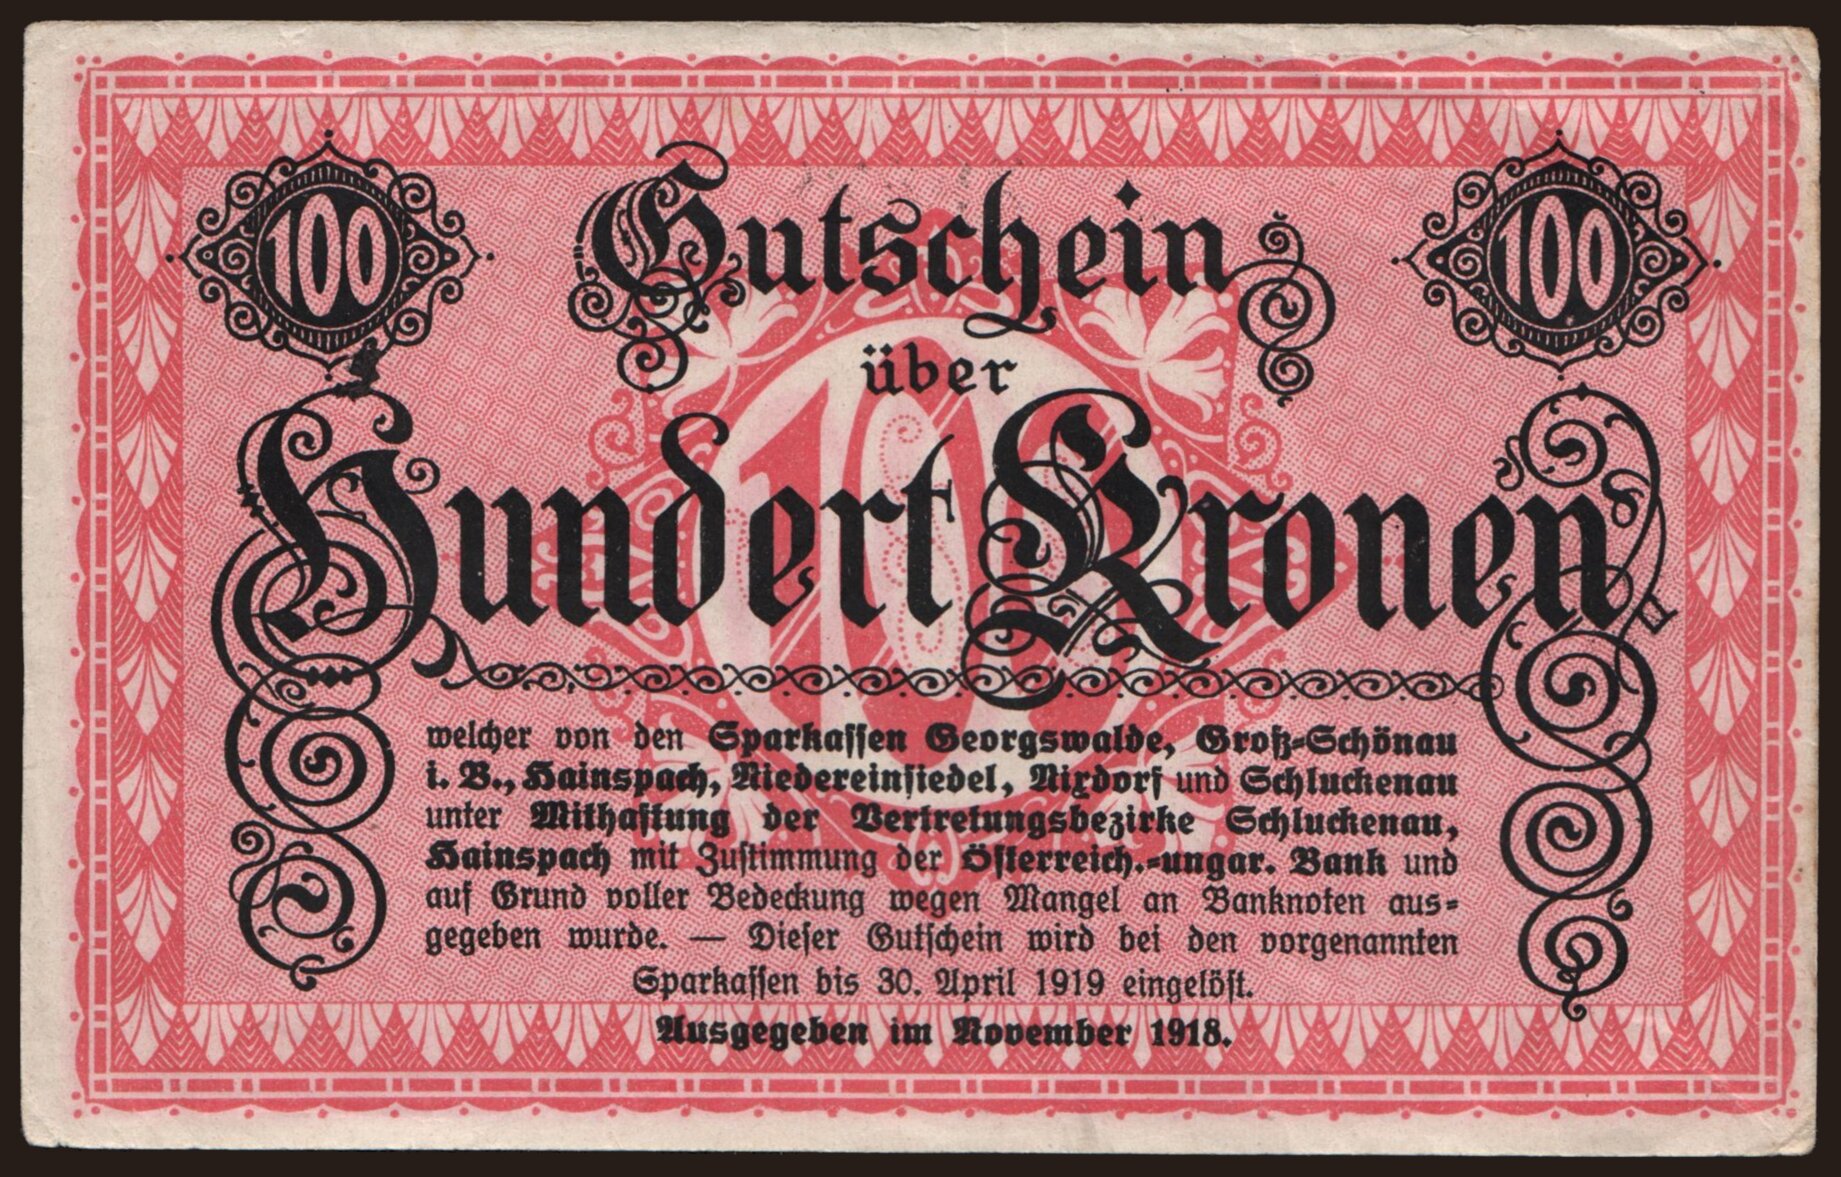 100 Gutschein 100
über
Hundert Kronen
welcher von den Sparkassen Georgswalde, Groß-Schönau
i. B., Hainspach, Niedereinsiedel, Nixdorf und Schluckenau
unter Mithaftung der Vertretungsbezirke Schluckenau,
Hainspach mit Zustimmung der Österreich.-ungar. Bank und
auf Grund voller Bedeckung wegen Mangel an Banknoten aus-
gegeben wurde. — Dieser Gutschein wird bei den vorgenannten
Sparkassen bis 30. April 1919 eingelöst.
Ausgegeben im November 1918.
100